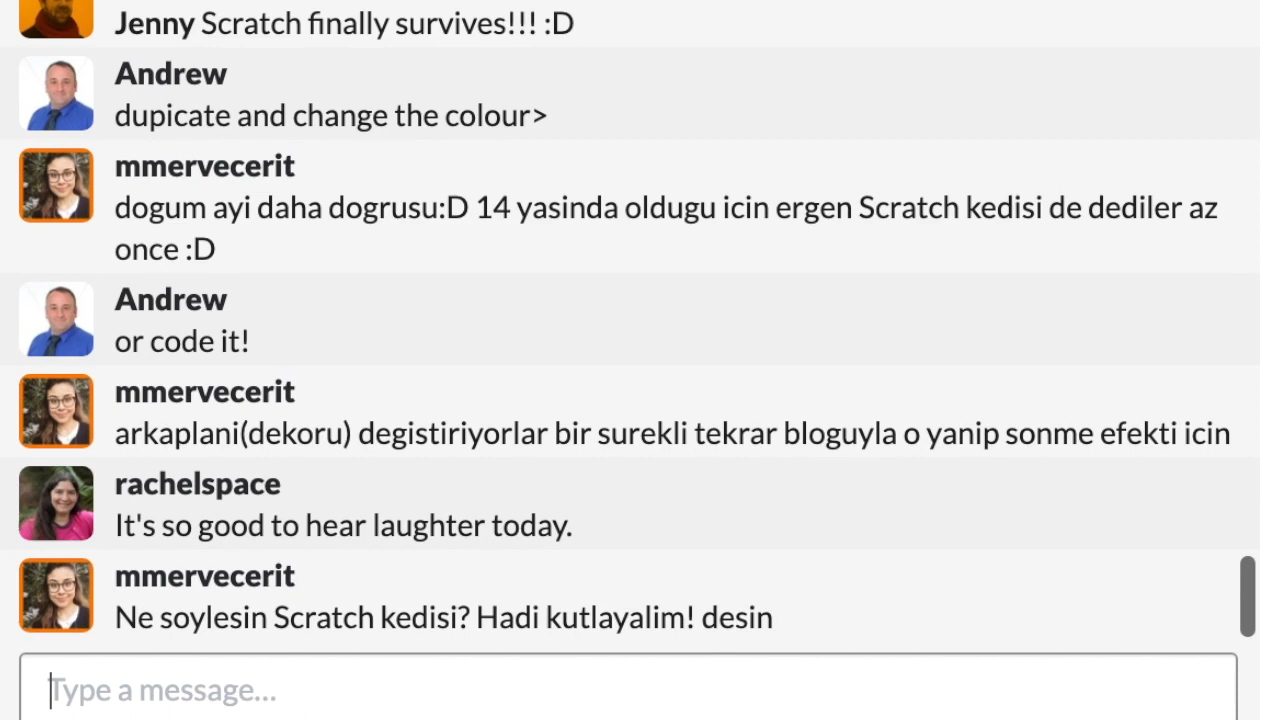 Jenny Scratch finally survives!!! :D
Andrew
dupicate and change the colour>
mmervecerit
dogum ayi daha dogrusu:D 14 yasinda oldugu icin ergen Scratch kedisi de dediler az
once :D
Andrew
or code it!
mmervecerit
arkaplani(dekoru) degistiriyorlar bir surekli tekrar bloguyla o yanip sonme efekti icin
rachelspace
It's so good to hear laughter today.
mmervecerit
Ne soylesin Scratch kedisi? Hadi kutlayalim! desin
Type a message...